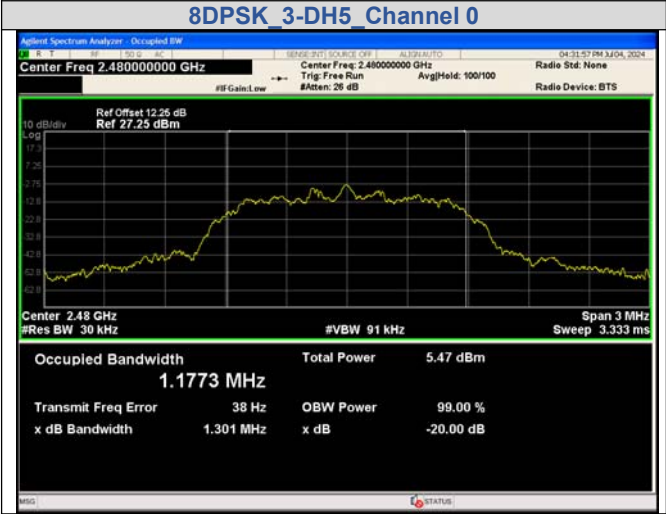 8DPSK_3-DH5_Channel 0
Agilent Spectrum Analyzer - Occupied BW
R T RF 50 Ω AC SENSE:INT SOURCE OFF ALIGN AUTO 04:31:57 PM Jul 04, 2024
Center Freq 2.480000000 GHz Center Freq: 2.480000000 GHz Radio Std: None
Trig: Free Run Avg|Hold: 100/100
#IFGain:Low #Atten: 26 dB Radio Device: BTS
Ref Offset 12.25 dB
10 dB/div Ref 27.25 dBm
Log
17.3
7.25
-2.75
-12.8
-22.8
-32.8
-42.8
-52.8
-62.8
Center 2.48 GHz Span 3 MHz
#Res BW 30 kHz #VBW 91 kHz Sweep 3.333 ms
Occupied Bandwidth Total Power 5.47 dBm
1.1773 MHz
Transmit Freq Error 38 Hz OBW Power 99.00 %
x dB Bandwidth 1.301 MHz x dB -20.00 dB
MSG STATUS